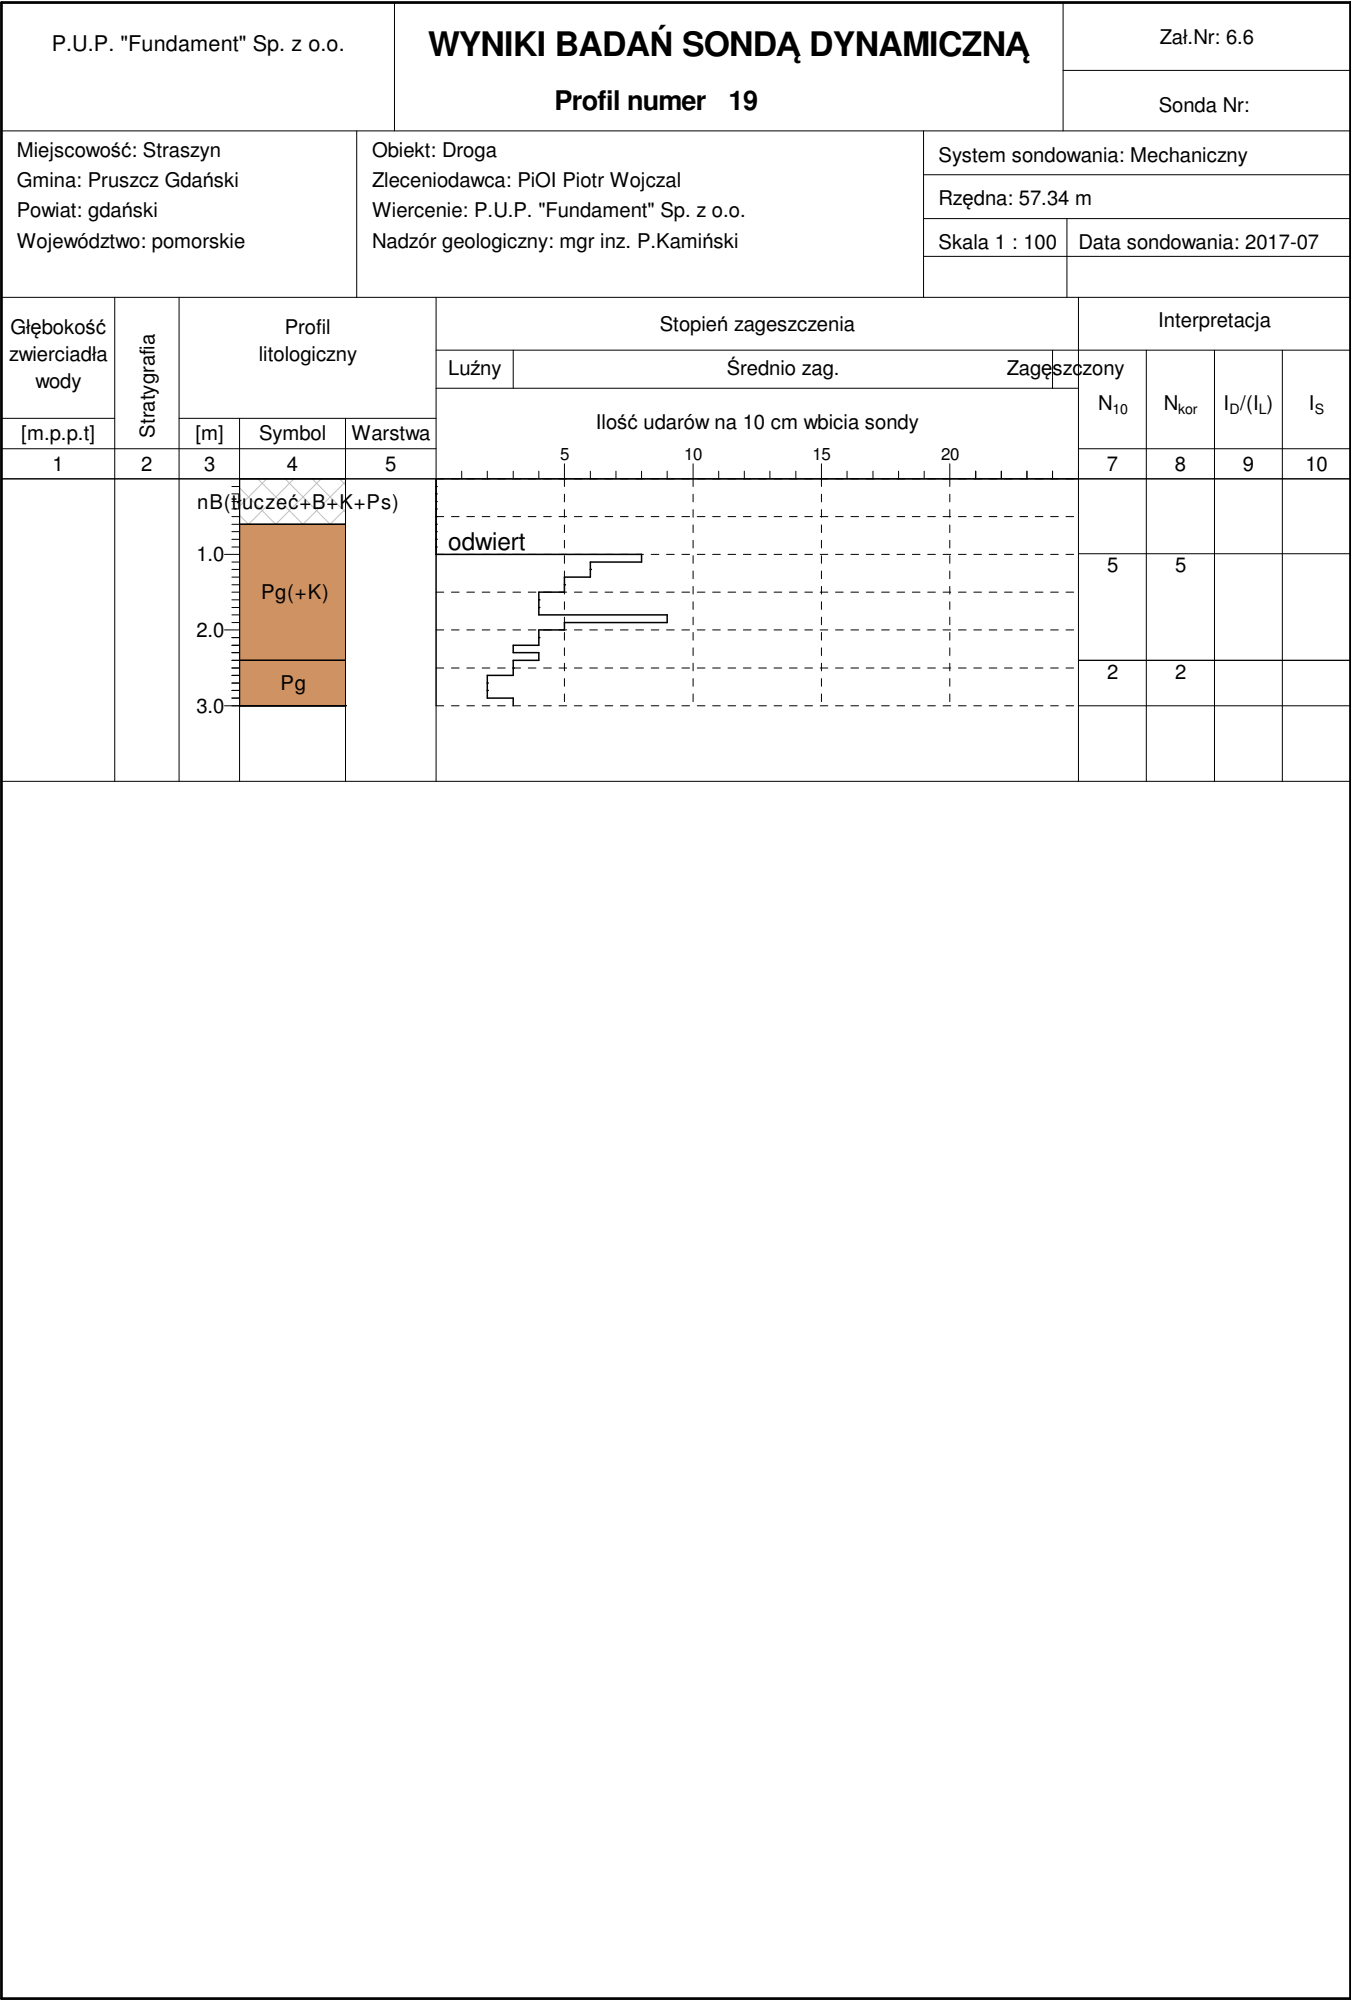 P.U.P. "Fundament" Sp. z o.o.
WYNIKI BADAŃ SONDĄ DYNAMICZNĄ
Profil numer 19
Zał.Nr: 6.6
Sonda Nr:
Miejscowość: Straszyn
Gmina: Pruszcz Gdański
Powiat: gdański
Województwo: pomorskie
Obiekt: Droga
Zleceniodawca: PiOI Piotr Wojczal
Wiercenie: P.U.P. "Fundament" Sp. z o.o.
Nadzór geologiczny: mgr inz. P.Kamiński
System sondowania: Mechaniczny
Rzędna: 57.34 m
Skala 1 : 100 Data sondowania: 2017-07
Głębokość
zwierciadła
wody
[m.p.p.t]
Stratygrafia
Profil
litologiczny
[m] Symbol Warstwa
Stopień zageszczenia
Luźny Średnio zag. Zagęszczony
Ilość udarów na 10 cm wbicia sondy
5 10 15 20
Interpretacja
N10 Nkor ID/(IL) IS
1 2 3 4 5 7 8 9 10
nB(tłuczeć+B+K+Ps)
odwiert
1.0
5 5
Pg(+K)
2.0
2 2
Pg
3.0